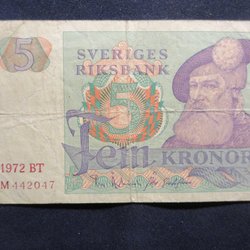 5
SVERIGES
RIKSBANK
5
1972 BT
Fem KRONOR
M 442047